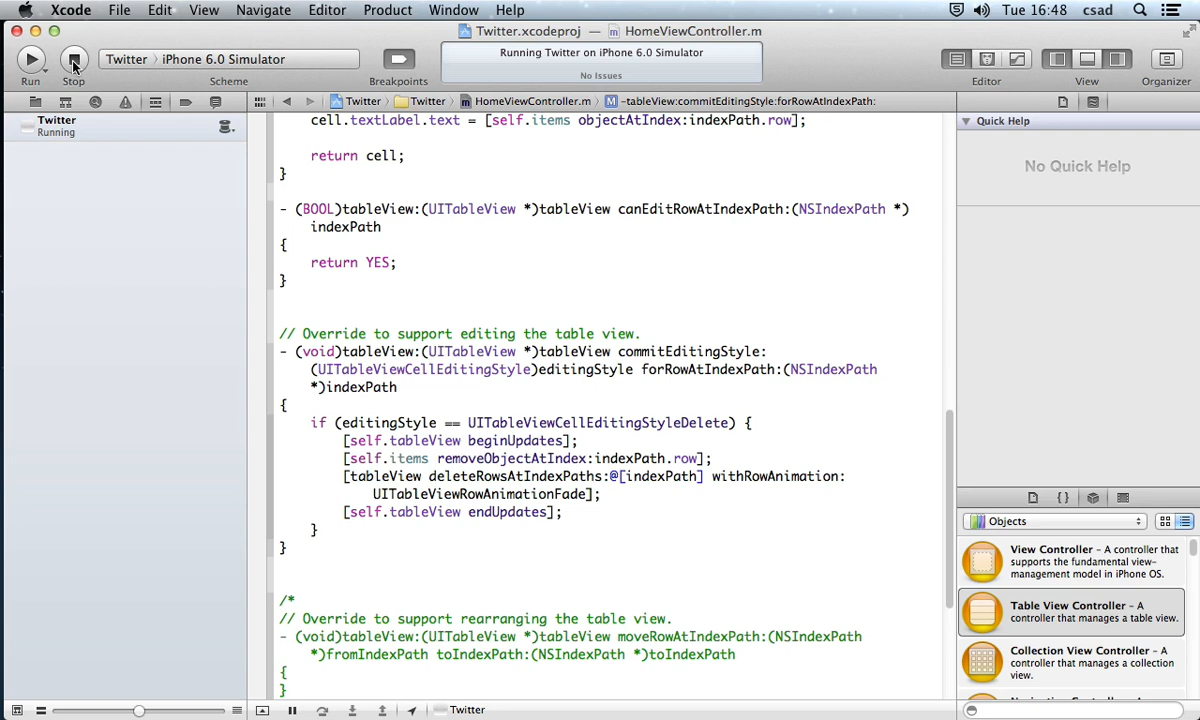 Xcode File Edit View Navigate Editor Product Window Help Tue 16:48 csad
Twitter.xcodeproj — HomeViewController.m
Twitter 〉 iPhone 6.0 Simulator
Running Twitter on iPhone 6.0 Simulator
No Issues
Run Stop Scheme Breakpoints Editor View Organizer
Twitter 〉 Twitter 〉 HomeViewController.m 〉 M -tableView:commitEditingStyle:forRowAtIndexPath:
Twitter
Running
cell.textLabel.text = [self.items objectAtIndex:indexPath.row];
return cell;
}
- (BOOL)tableView:(UITableView *)tableView canEditRowAtIndexPath:(NSIndexPath *)
indexPath
{
return YES;
}
// Override to support editing the table view.
- (void)tableView:(UITableView *)tableView commitEditingStyle:
(UITableViewCellEditingStyle)editingStyle forRowAtIndexPath:(NSIndexPath
*)indexPath
{
if (editingStyle == UITableViewCellEditingStyleDelete) {
[self.tableView beginUpdates];
[self.items removeObjectAtIndex:indexPath.row];
[tableView deleteRowsAtIndexPaths:@[indexPath] withRowAnimation:
UITableViewRowAnimationFade];
[self.tableView endUpdates];
}
}
/*
// Override to support rearranging the table view.
- (void)tableView:(UITableView *)tableView moveRowAtIndexPath:(NSIndexPath
*)fromIndexPath toIndexPath:(NSIndexPath *)toIndexPath
{
}
Twitter
Quick Help
No Quick Help
{ }
Objects
View Controller – A controller that
supports the fundamental view-
management model in iPhone OS.
Table View Controller – A
controller that manages a table view.
Collection View Controller – A
controller that manages a collection
view.